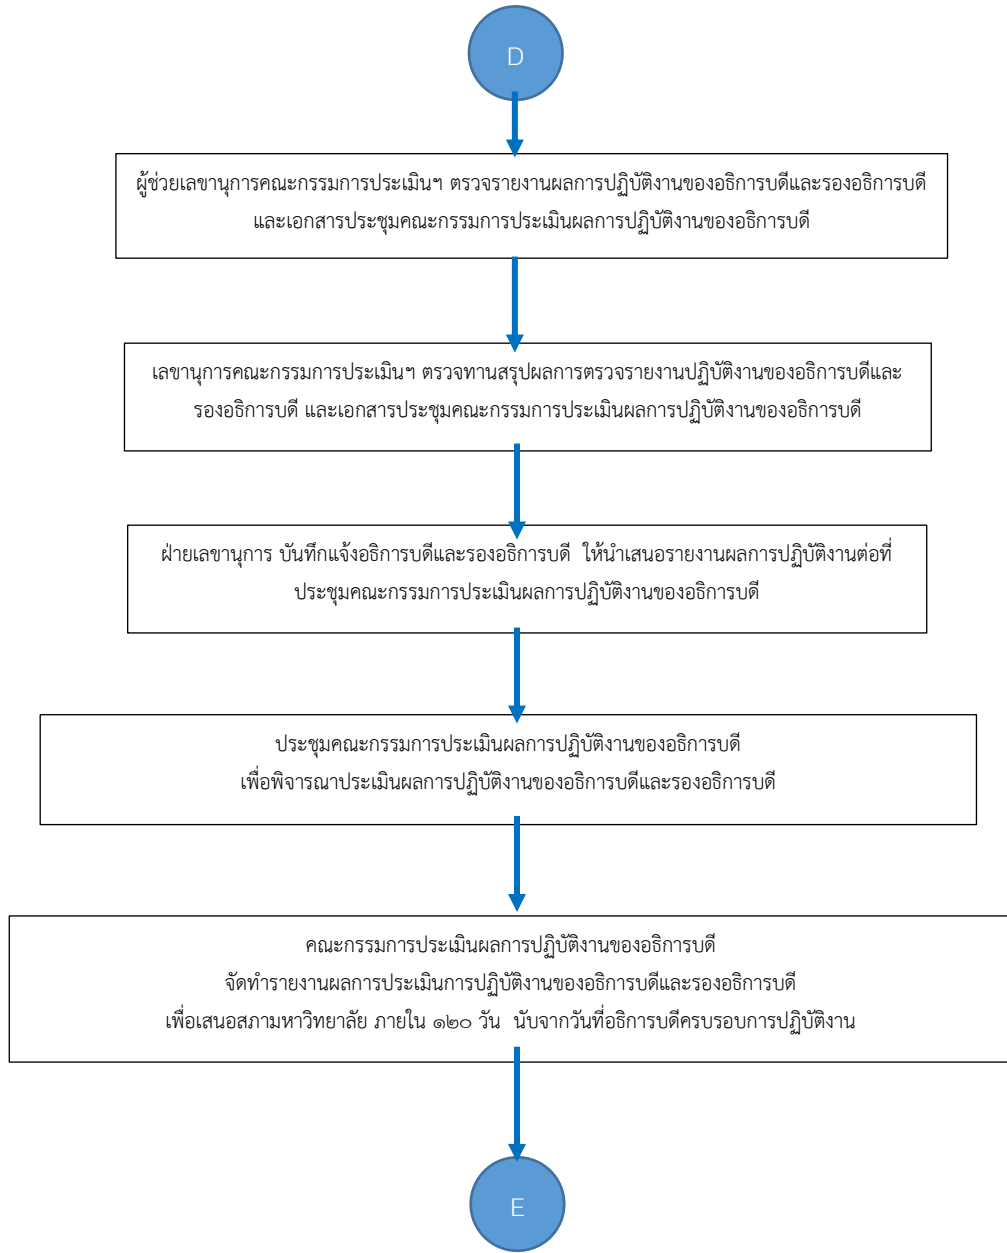 D
ผู้ช่วยเลขานุการคณะกรรมการประเมินฯ ตรวจรายงานผลการปฏิบัติงานของอธิการบดีและรองอธิการบดี
และเอกสารประชุมคณะกรรมการประเมินผลการปฏิบัติงานของอธิการบดี
เลขานุการคณะกรรมการประเมินฯ ตรวจทานสรุปผลการตรวจรายงานปฏิบัติงานของอธิการบดีและ
รองอธิการบดี และเอกสารประชุมคณะกรรมการประเมินผลการปฏิบัติงานของอธิการบดี
ฝ่ายเลขานุการ บันทึกแจ้งอธิการบดีและรองอธิการบดี ให้นำเสนอรายงานผลการปฏิบัติงานต่อที่
ประชุมคณะกรรมการประเมินผลการปฏิบัติงานของอธิการบดี
ประชุมคณะกรรมการประเมินผลการปฏิบัติงานของอธิการบดี
เพื่อพิจารณาประเมินผลการปฏิบัติงานของอธิการบดีและรองอธิการบดี
คณะกรรมการประเมินผลการปฏิบัติงานของอธิการบดี
จัดทำรายงานผลการประเมินการปฏิบัติงานของอธิการบดีและรองอธิการบดี
เพื่อเสนอสภามหาวิทยาลัย ภายใน ๑๒๐ วัน นับจากวันที่อธิการบดีครบรอบการปฏิบัติงาน
E